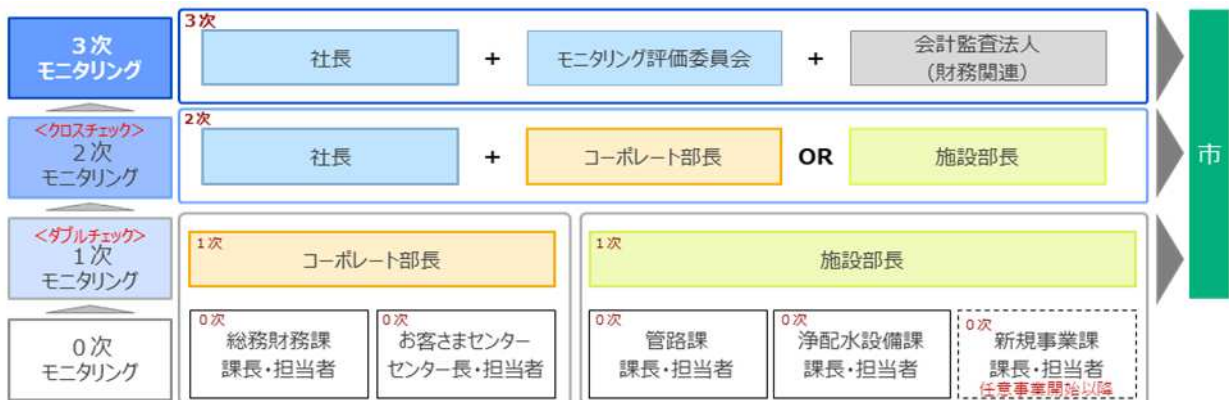 3次
モニタリング
3次
社長
+
モニタリング評価委員会
+
会計監査法人
(財務関連)
市
<クロスチェック>
2次
モニタリング
2次
社長
+
コーポレート部長
OR
施設部長
<ダブルチェック>
1次
モニタリング
1次
コーポレート部長
1次
施設部長
0次
モニタリング
0次
総務財務課
課長・担当者
0次
お客さまセンター
センター長・担当者
0次
管路課
課長・担当者
0次
浄配水設備課
課長・担当者
0次
新規事業課
課長・担当者
任意事業開始以降